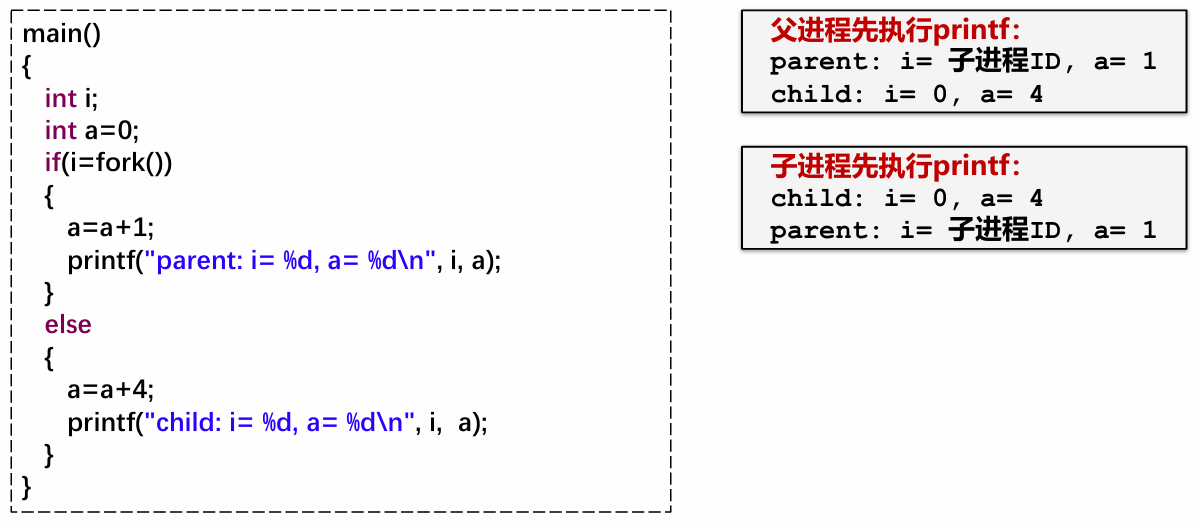 main()
{
int i;
int a=0;
if(i=fork())
{
a=a+1;
printf("parent: i= %d, a= %d\n", i, a);
}
else
{
a=a+4;
printf("child: i= %d, a= %d\n", i,  a);
}
}
父进程先执行printf：
parent: i= 子进程ID, a= 1
child: i= 0, a= 4
子进程先执行printf：
child: i= 0, a= 4
parent: i= 子进程ID, a= 1